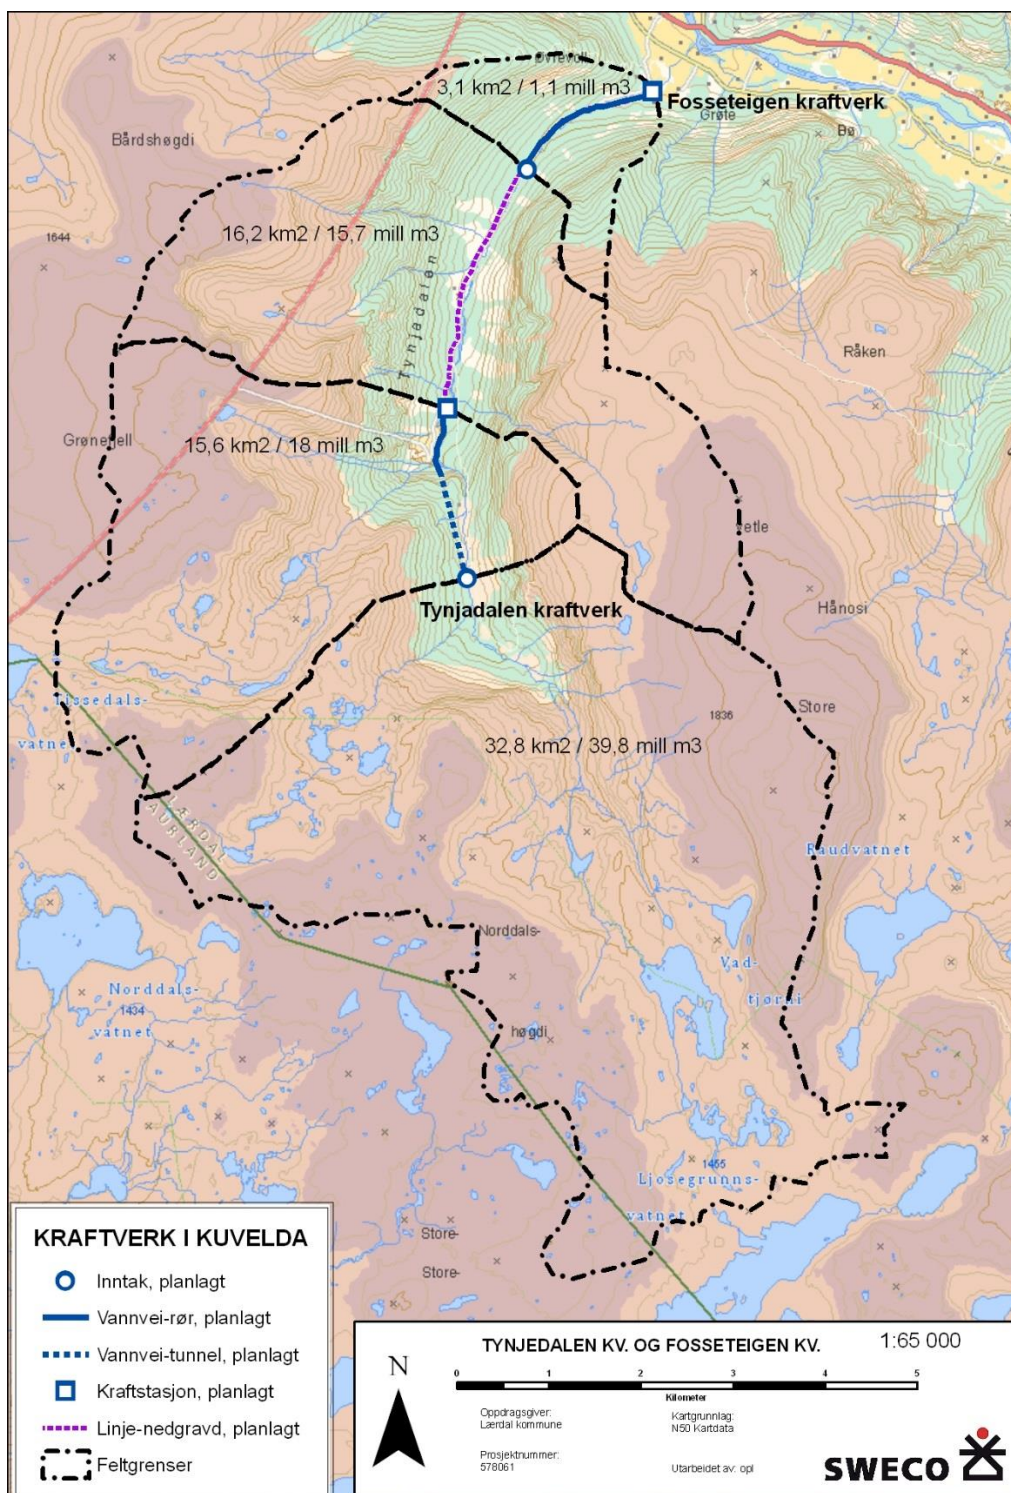 Øvrevoll
3,1 km2 / 1,1 mill m3
Fosseteigen kraftverk
Grøte
Bø
Bårdshøgdi
1644
16,2 km2 / 15,7 mill m3
Tynjadalen
Råken
Grønefjell
15,6 km2 / 18 mill m3
vetle
Tynjadalen kraftverk
Hånosi
Store
1836
Tissedals-
vatnet
32,8 km2 / 39,8 mill m3
LÆRDAL
AURLAND
Raudvatnet
Norddals-
høgdi
Vad-
tjørni
Norddals-
1434
vatnet
1455
Ljosegrunns-
vatnet
Store-
Store-
KRAFTVERK I KUVELDA
Inntak, planlagt
Vannvei-rør, planlagt
Vannvei-tunnel, planlagt
Kraftstasjon, planlagt
Linje-nedgravd, planlagt
Feltgrenser
TYNJEDALEN KV. OG FOSSETEIGEN KV.
1:65 000
N
0 1 2 3 4 5
Kilometer
Oppdragsgiver:
Lærdal kommune
Kartgrunnlag:
N50 Kartdata
Prosjektnummer:
578061
Utarbeidet av: opl
SWECO